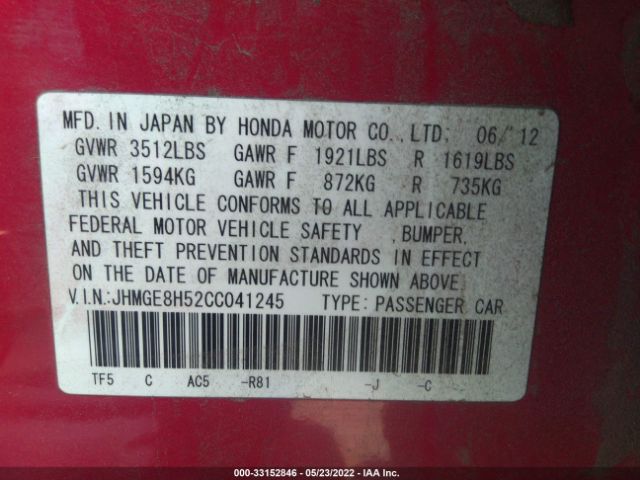 MFD. IN JAPAN BY HONDA MOTOR CO.,LTD. 06/12
GVWR 3512LBS GAWR F 1921LBS R 1619LBS
GVWR 1594KG GAWR F 872KG R 735KG
THIS VEHICLE CONFORMS TO ALL APPLICABLE
FEDERAL MOTOR VEHICLE SAFETY ,BUMPER,
AND THEFT PREVENTION STANDARDS IN EFFECT
ON THE DATE OF MANUFACTURE SHOWN ABOVE.
V.I.N.:JHMGE8H52CC041245 TYPE: PASSENGER CAR
TF5 C AC5 -R81 -J -C
000-33152846 - 05/23/2022 - IAA Inc.